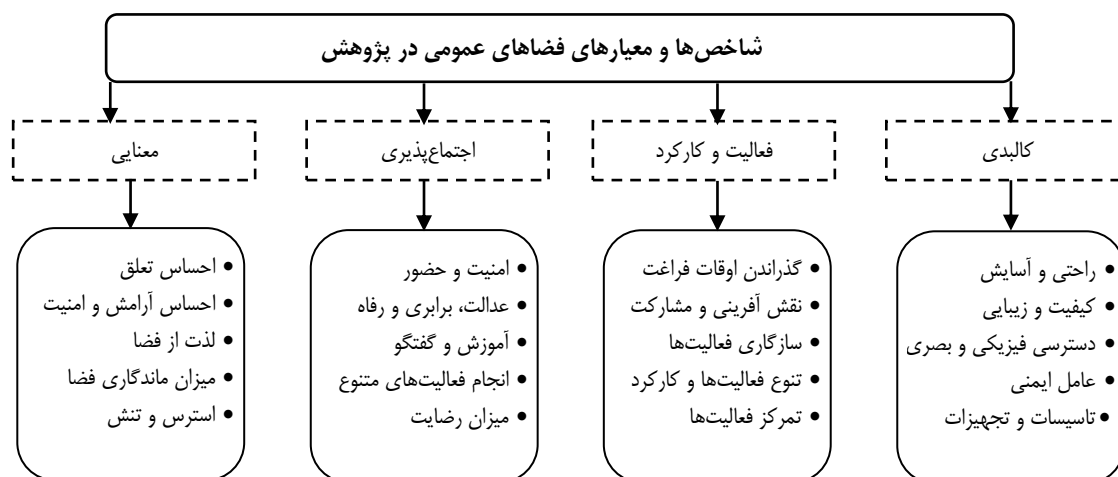 شاخص‌ها و معیارهای فضاهای عمومی در پژوهش
کالبدی
فعالیت و کارکرد
اجتماع‌پذیری
معنایی
• راحتی و آسایش
• کیفیت و زیبایی
• دسترسی فیزیکی و بصری
• عامل ایمنی
• تاسیسات و تجهیزات
• گذراندن اوقات فراغت
• نقش آفرینی و مشارکت
• سازگاری فعالیت‌ها
• تنوع فعالیت‌ها و کارکرد
• تمرکز فعالیت‌ها
• امنیت و حضور
• عدالت، برابری و رفاه
• آموزش و گفتگو
• انجام فعالیت‌های متنوع
• میزان رضایت
• احساس تعلق
• احساس آرامش و امنیت
• لذت از فضا
• میزان ماندگاری فضا
• استرس و تنش